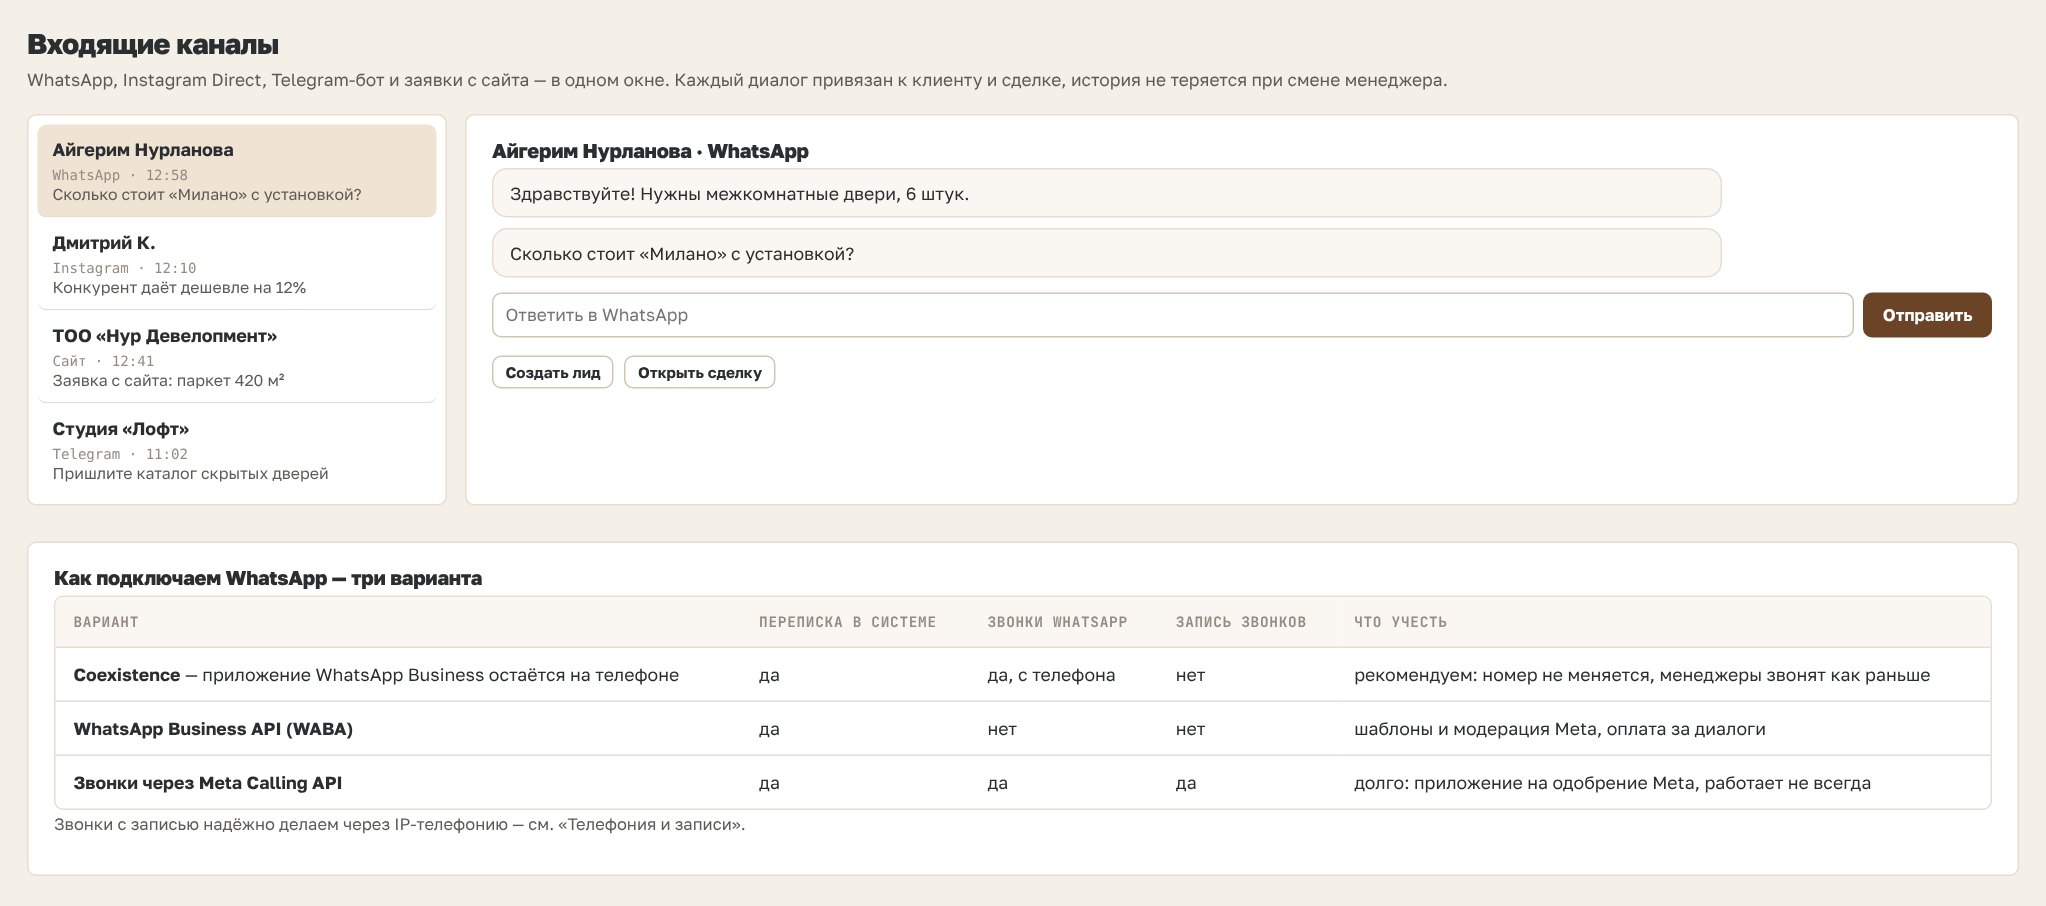 Входящие каналы
WhatsApp, Instagram Direct, Telegram-бот и заявки с сайта — в одном окне. Каждый диалог привязан к клиенту и сделке, история не теряется при смене менеджера.
Айгерим Нурланова
WhatsApp · 12:58
Сколько стоит «Милано» с установкой?
Дмитрий К.
Instagram · 12:10
Конкурент даёт дешевле на 12%
ТОО «Нур Девелопмент»
Сайт · 12:41
Заявка с сайта: паркет 420 м²
Студия «Лофт»
Telegram · 11:02
Пришлите каталог скрытых дверей
Айгерим Нурланова · WhatsApp
Здравствуйте! Нужны межкомнатные двери, 6 штук.
Сколько стоит «Милано» с установкой?
Ответить в WhatsApp
Отправить
Создать лид
Открыть сделку
Как подключаем WhatsApp — три варианта
ВАРИАНТ ПЕРЕПИСКА В СИСТЕМЕ ЗВОНКИ WHATSAPP ЗАПИСЬ ЗВОНКОВ ЧТО УЧЕСТЬ
Coexistence — приложение WhatsApp Business остаётся на телефоне да да, с телефона нет рекомендуем: номер не меняется, менеджеры звонят как раньше
WhatsApp Business API (WABA) да нет нет шаблоны и модерация Meta, оплата за диалоги
Звонки через Meta Calling API да да да долго: приложение на одобрение Meta, работает не всегда
Звонки с записью надёжно делаем через IP-телефонию — см. «Телефония и записи».